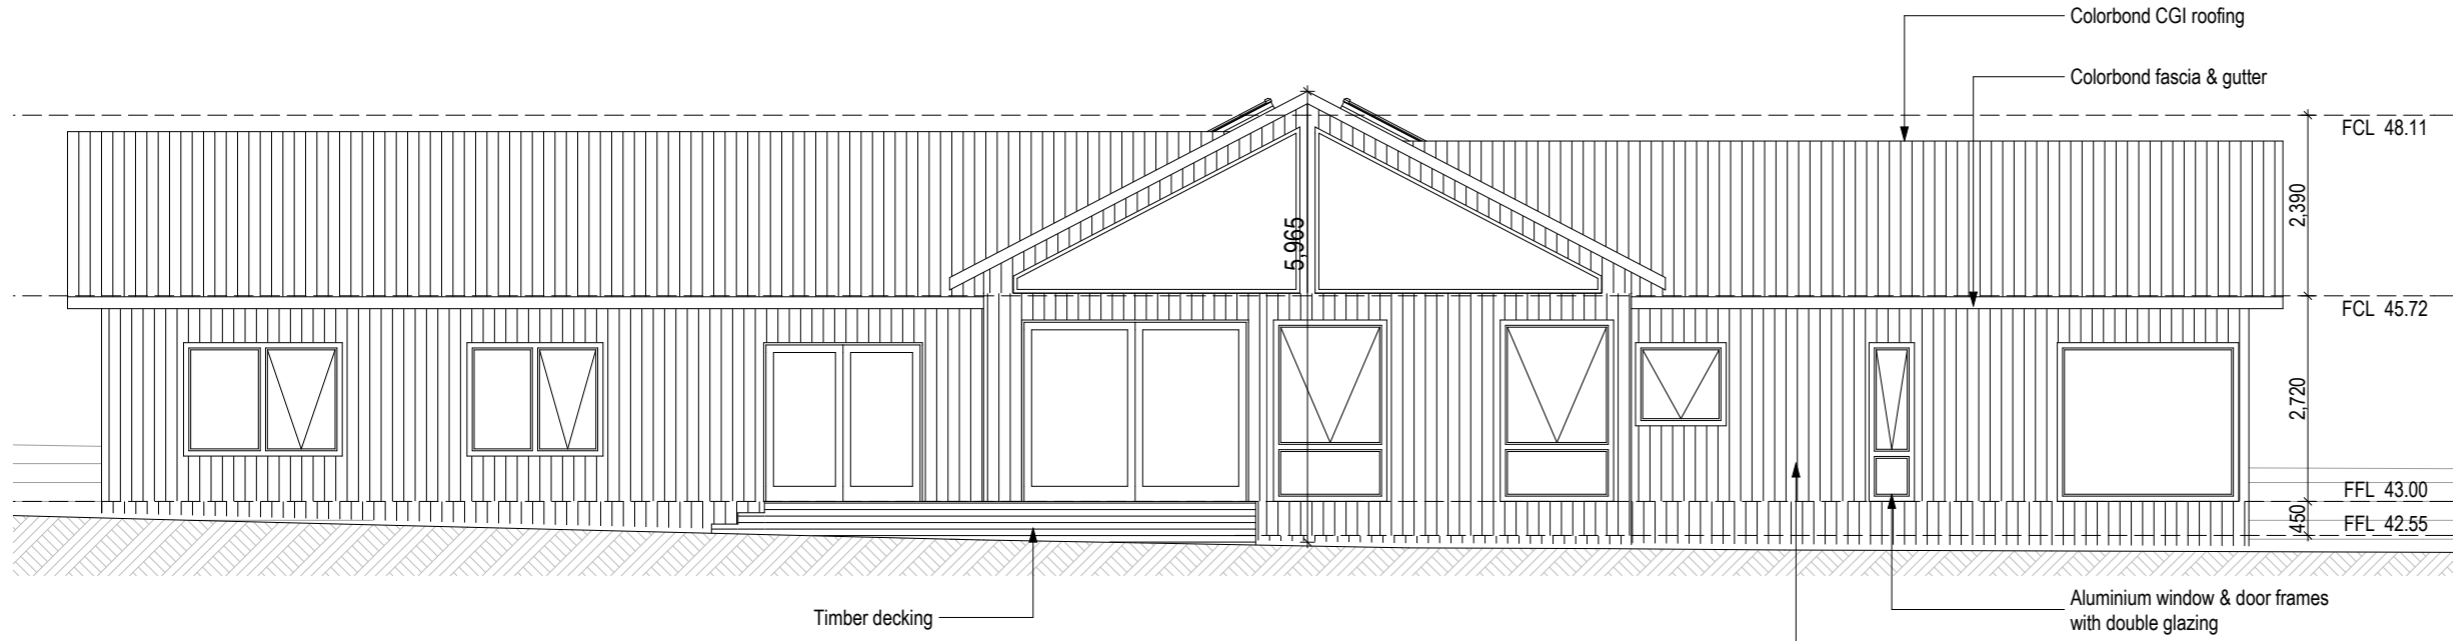 Colorbond CGI roofing
Colorbond fascia & gutter
FCL 48.11
2,390
5,965
FCL 45.72
2,720
FFL 43.00
450
FFL 42.55
Timber decking
Aluminium window & door frames
with double glazing